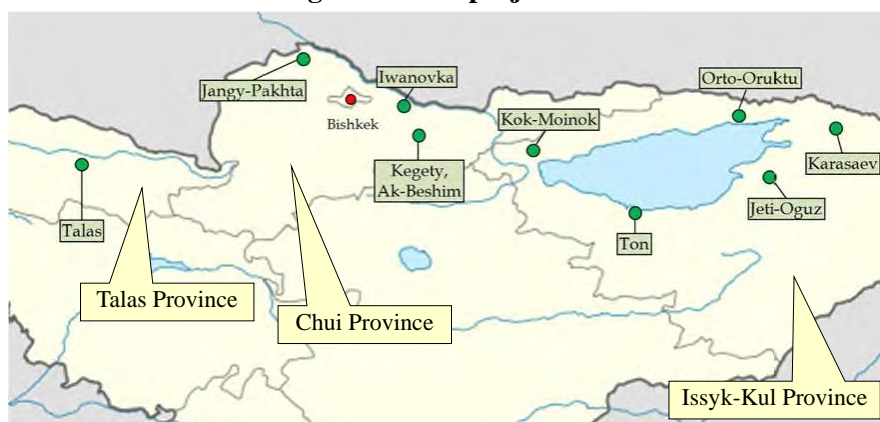 Jangy-Pakhta
Iwanovka
Orto-Oruktu
Bishkek
Kok-Moinok
Karasaev
Kegety,
Ak-Beshim
Talas
Jeti-Oguz
Ton
Talas Province
Chui Province
Issyk-Kul Province